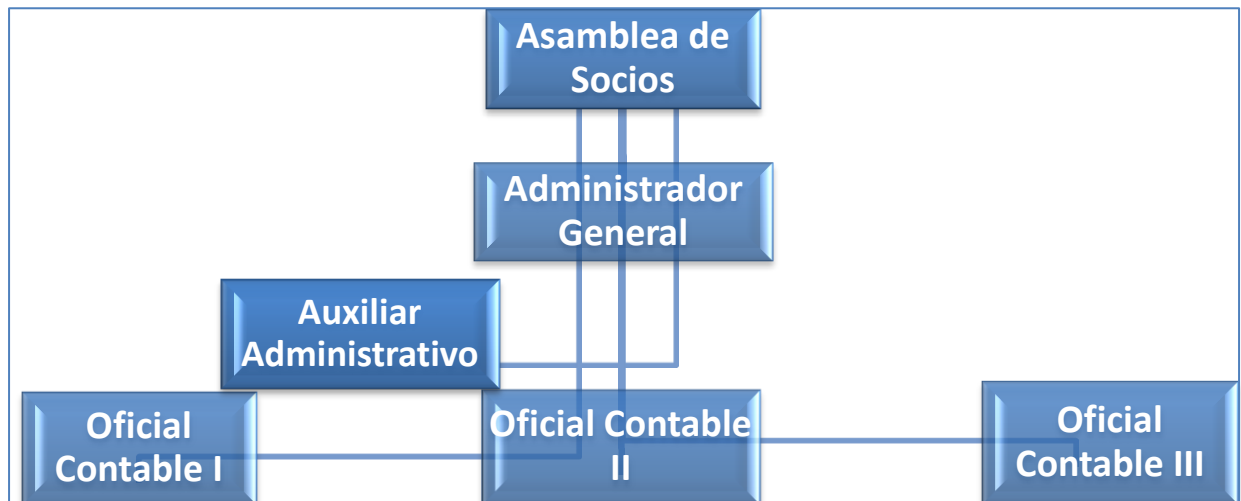 Asamblea de
Socios
Administrador
General
Auxiliar
Administrativo
Oficial
Contable I
Oficial Contable
II
Oficial
Contable III